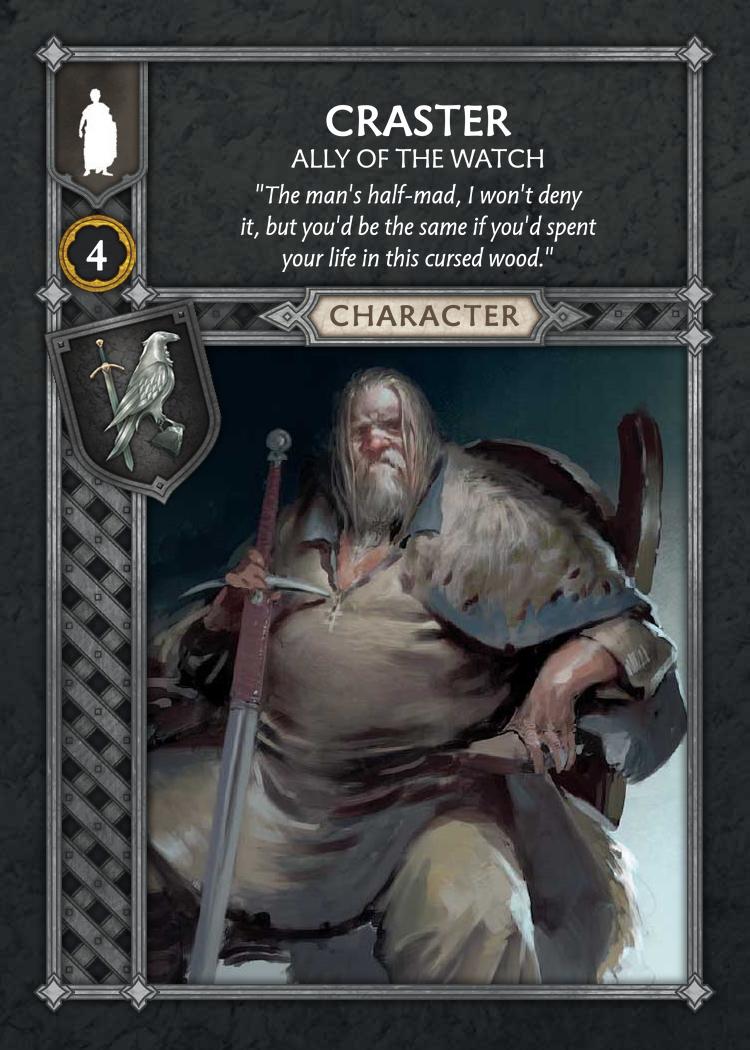 CRASTER
ALLY OF THE WATCH
"The man's half-mad, I won't deny
it, but you'd be the same if you'd spent
your life in this cursed wood."
4
CHARACTER